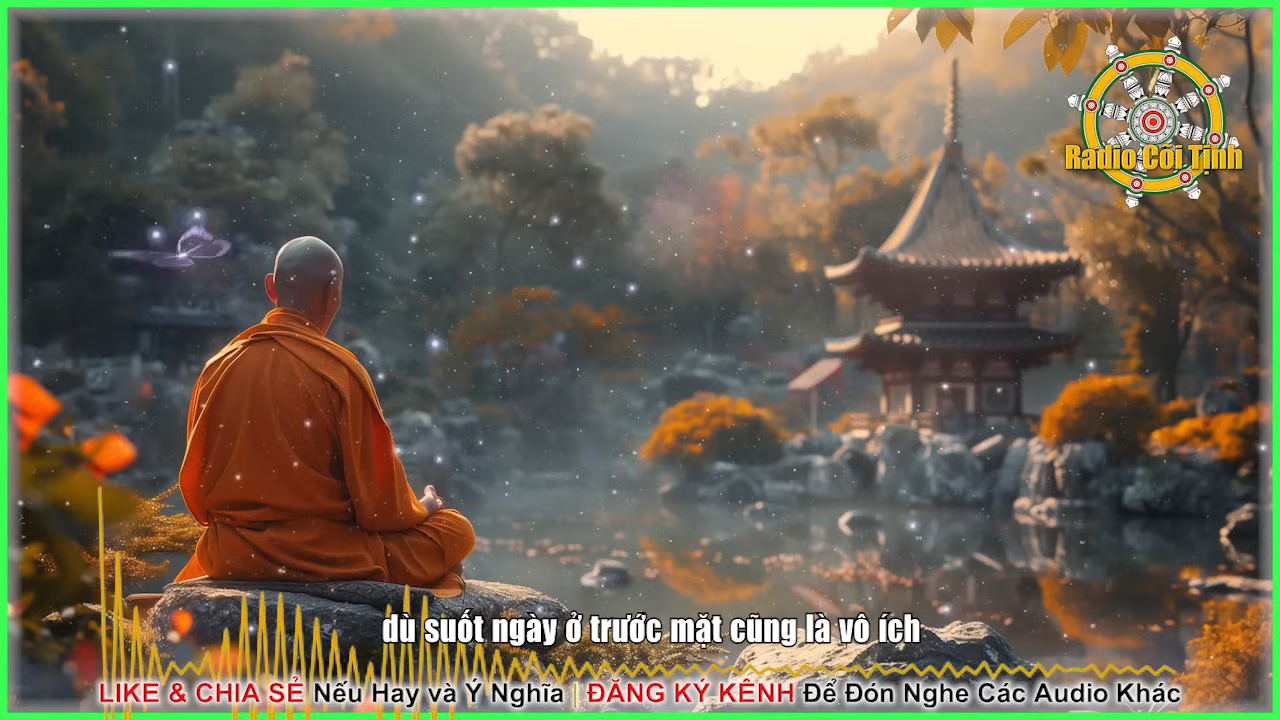 Radio Cõi Tịnh
dù suốt ngày ở trước mặt cũng là vô ích
LIKE & CHIA SẺ Nếu Hay và Ý Nghĩa | ĐĂNG KÝ KÊNH Để Đón Nghe Các Audio Khác